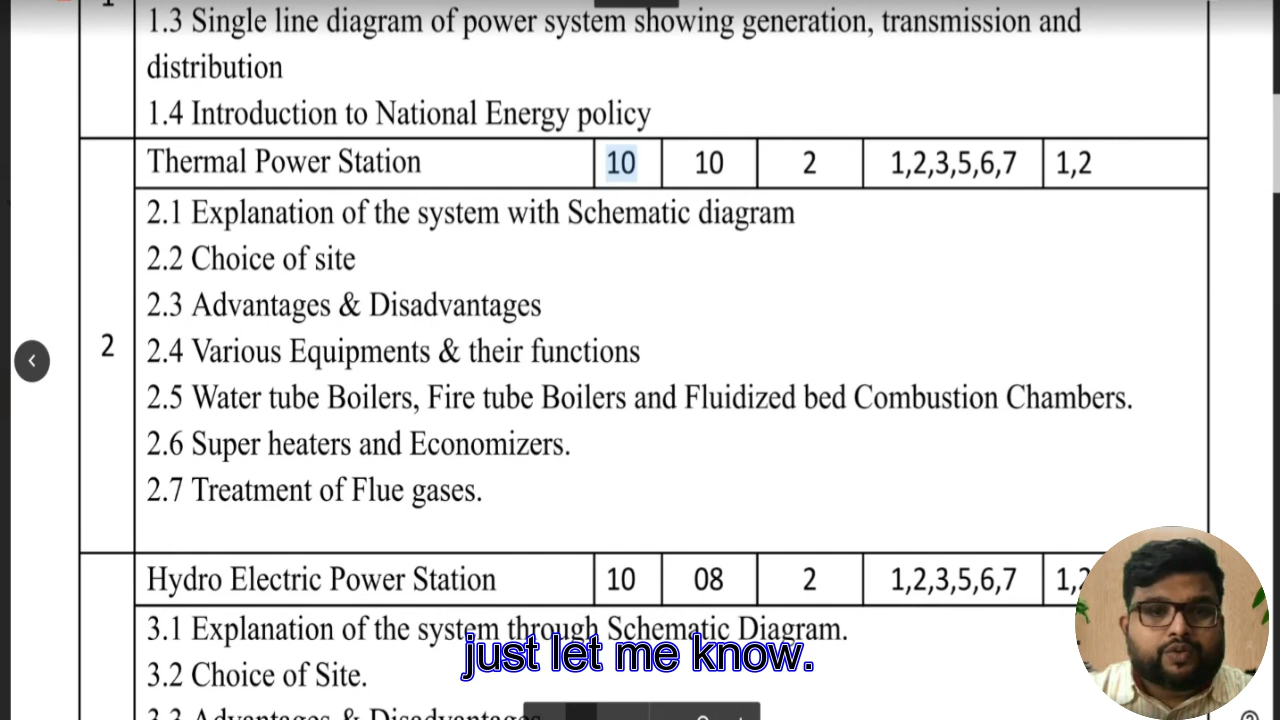 1.3 Single line diagram of power system showing generation, transmission and
distribution
1.4 Introduction to National Energy policy
Thermal Power Station 10 10 2 1,2,3,5,6,7 1,2
2
2.1 Explanation of the system with Schematic diagram
2.2 Choice of site
2.3 Advantages & Disadvantages
2.4 Various Equipments & their functions
2.5 Water tube Boilers, Fire tube Boilers and Fluidized bed Combustion Chambers.
2.6 Super heaters and Economizers.
2.7 Treatment of Flue gases.
Hydro Electric Power Station 10 08 2 1,2,3,5,6,7 1,
3.1 Explanation of the system through Schematic Diagram.
just let me know.
3.2 Choice of Site.
3.3 Advantages & Disadvantages